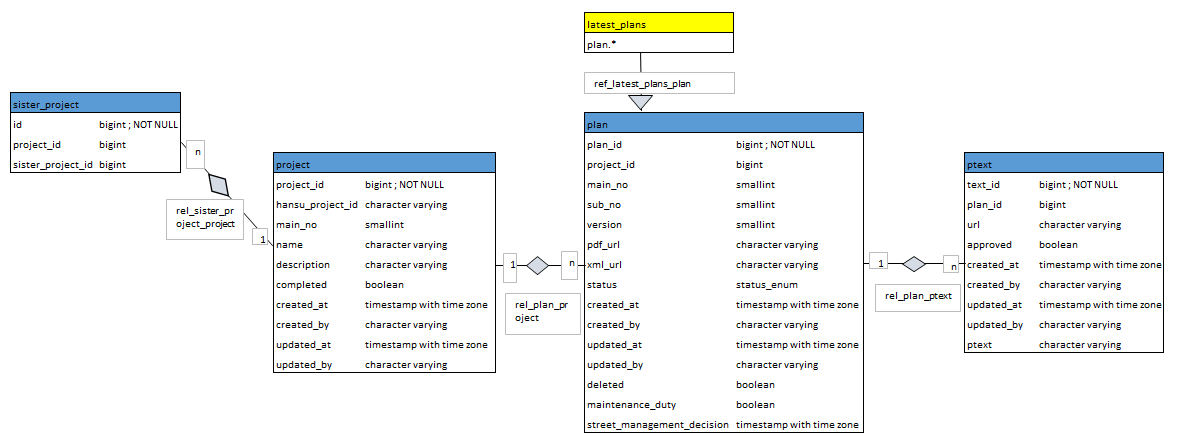 latest_plans
plan.*
ref_latest_plans_plan
sister_project
id bigint ; NOT NULL
project_id bigint
sister_project_id bigint
n
rel_sister_pr
oject_project
1
project
project_id bigint ; NOT NULL
hansu_project_id character varying
main_no smallint
name character varying
description character varying
completed boolean
created_at timestamp with time zone
created_by character varying
updated_at timestamp with time zone
updated_by character varying
1
n
rel_plan_pr
oject
plan
plan_id bigint ; NOT NULL
project_id bigint
main_no smallint
sub_no smallint
version smallint
pdf_url character varying
xml_url character varying
status status_enum
created_at timestamp with time zone
created_by character varying
updated_at timestamp with time zone
updated_by character varying
deleted boolean
maintenance_duty boolean
street_management_decision timestamp with time zone
1
n
rel_plan_ptext
ptext
text_id bigint ; NOT NULL
plan_id bigint
url character varying
approved boolean
created_at timestamp with time zone
created_by character varying
updated_at timestamp with time zone
updated_by character varying
ptext character varying